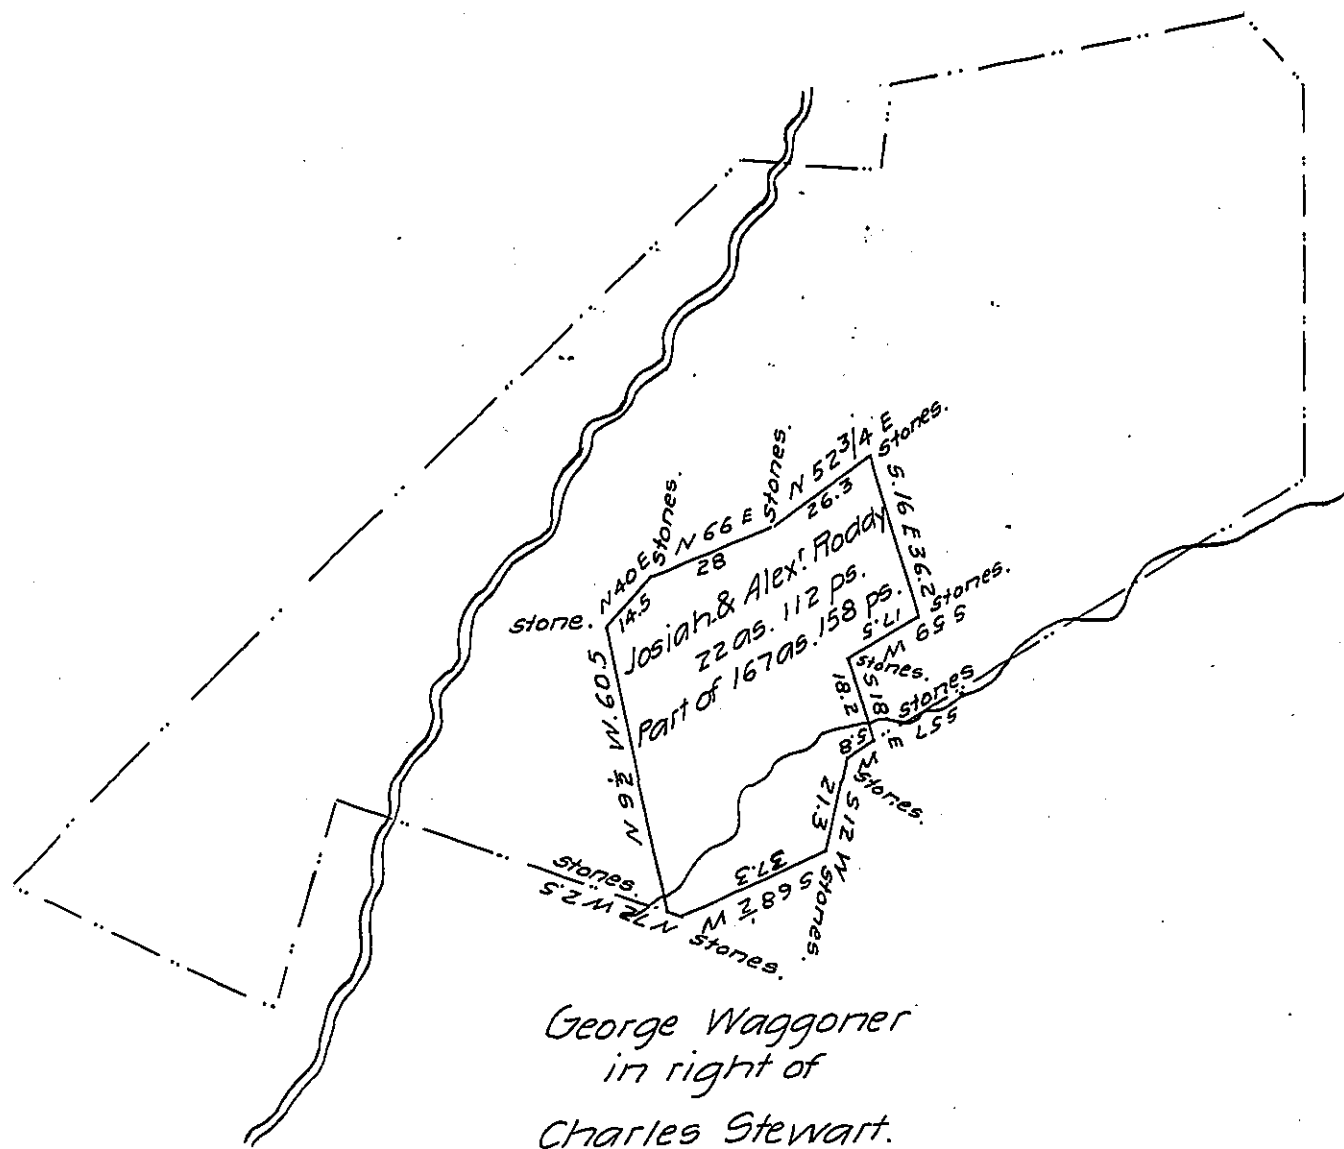 stone.
N 40 E
14.5
stones.
N 66 E
28
stones.
N 52 3/4 E
26.3
stones.
S. 16 E 36.2
stones.
S 59 W
17.5
stones.
S 18 E
18.2
stones
S 57 W
5.8
stones.
S 12 W
21.3
stones.
S 68 1/2 W
37.3
stones.
N 72 W 2.5
stones.
N 9 1/2 W. 60.5
Josiah & Alexr. Roddy
22 as. 112 ps.
Part of 167 as. 158 ps.
George Waggoner
in right of
Charles Stewart.